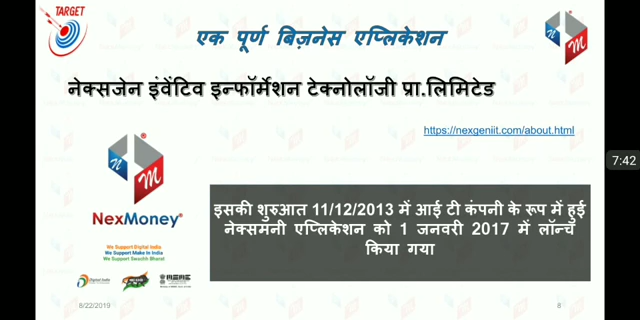 TARGET
एक पूर्ण बिज़नेस एप्लिकेशन
नेक्सजेन इंवेंटिव इन्फॉर्मेशन टेक्नोलॉजी प्रा.लिमिटेड
https://nexgeniit.com/about.html
7:42
NexMoney®
We Support Digital India
We Support Make In India
We Support Swachh Bharat
इसकी शुरुआत 11/12/2013 में आई टी कंपनी के रूप में हुई
नेक्समनी एप्लिकेशन को 1 जनवरी 2017 में लॉन्च
किया गया
Digital India
8/22/2019
8